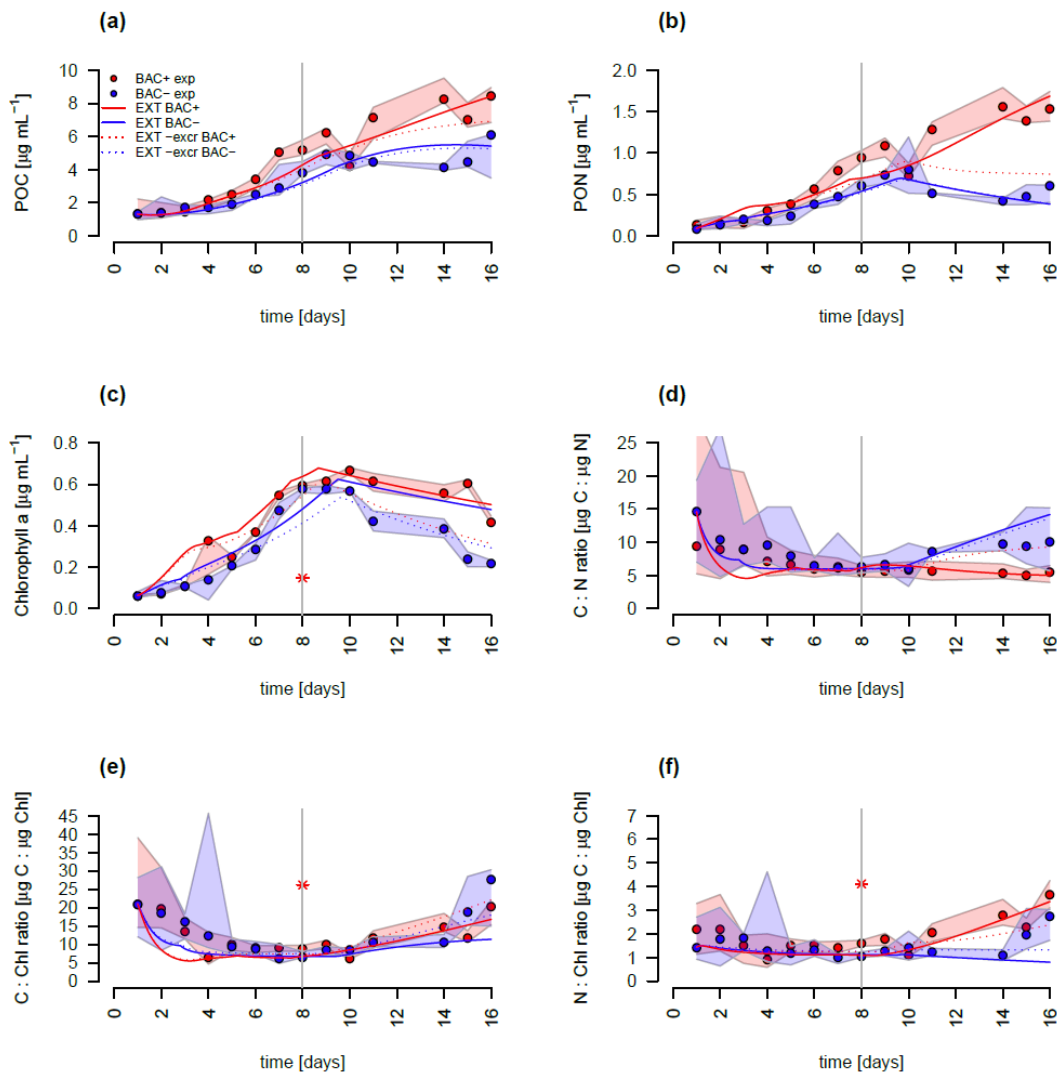 (a)
POC [µg mL⁻¹]
10
8
6
4
2
0
BAC+ exp
BAC− exp
EXT BAC+
EXT BAC−
EXT −excr BAC+
EXT −excr BAC−
0 2 4 6 8 10 12 14 16
time [days]
(b)
PON [µg mL⁻¹]
2.0
1.5
1.0
0.5
0.0
0 2 4 6 8 10 12 14 16
time [days]
(c)
Chlorophyll a [µg mL⁻¹]
0.8
0.6
0.4
0.2
0.0
0 2 4 6 8 10 12 14 16
time [days]
(d)
C : N ratio [µg C : µg N]
25
20
15
10
5
0
0 2 4 6 8 10 12 14 16
time [days]
(e)
C : Chl ratio [µg C : µg Chl]
45
40
35
30
25
20
15
10
5
0
0 2 4 6 8 10 12 14 16
time [days]
(f)
N : Chl ratio [µg C : µg Chl]
7
6
5
4
3
2
1
0
0 2 4 6 8 10 12 14 16
time [days]